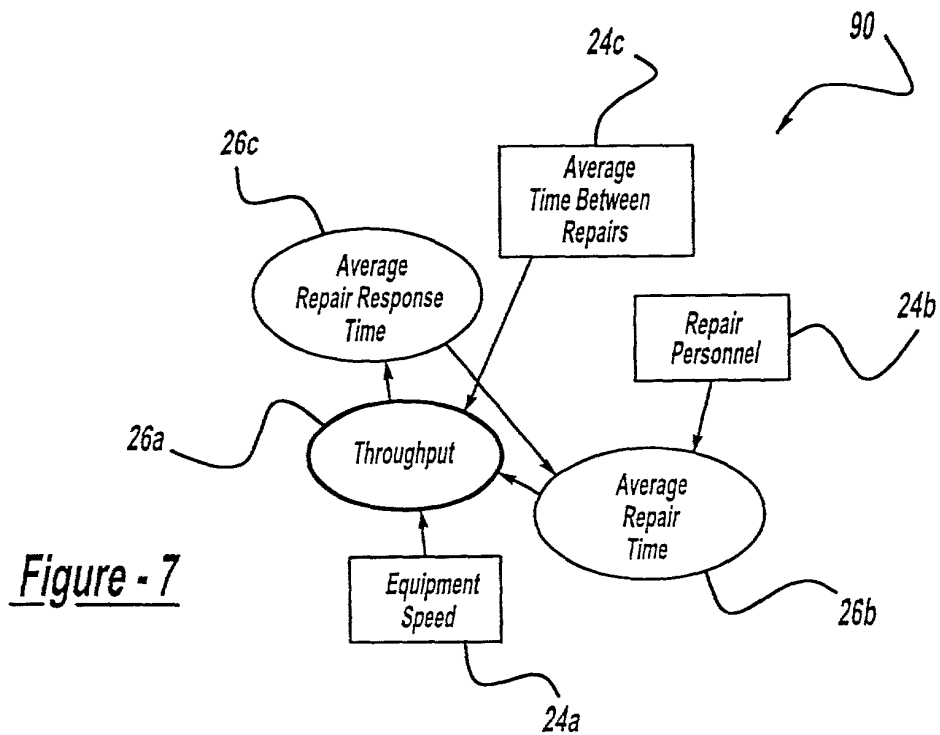 90
24c
26c
Average
Time Between
Repairs
Average
Repair Response
Time
24b
Repair
Personnel
26a
Throughput
Average
Repair
Time
Figure - 7
Equipment
Speed
26b
24a